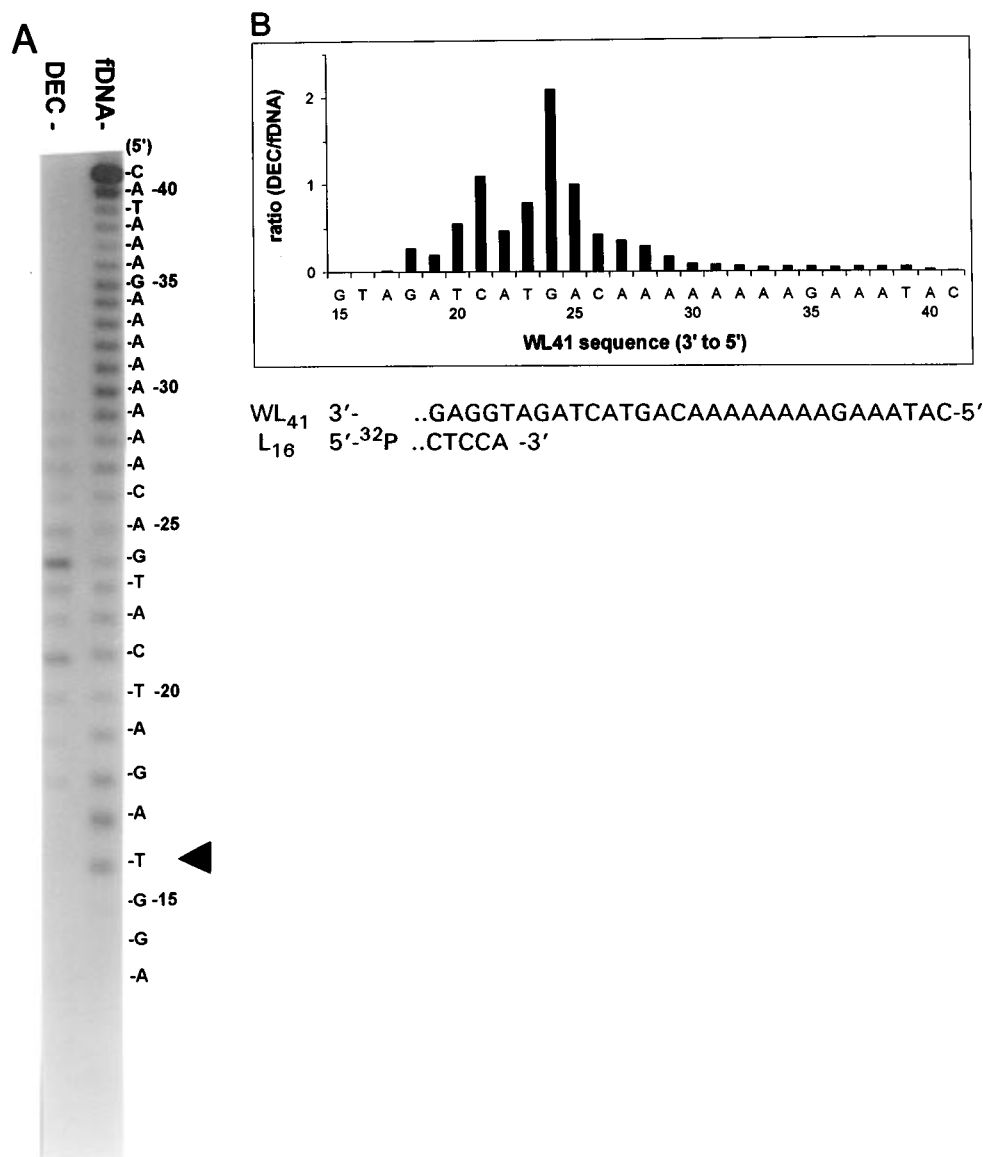 A
DEC -
fDNA-
(5')
-C
-A -40
-T
-A
-A
-A
-G -35
-A
-A
-A
-A
-A -30
-A
-A
-A
-C
-A -25
-G
-T
-A
-C
-T -20
-A
-G
-A
-T
-G -15
-G
-A
B
ratio (DEC/fDNA)
2
1
0
G T A G A T C A T G A C A A A A A A A A G A A A T A C
15 20 25 30 35 40
WL41 sequence (3' to 5')
WL41 3'- ..GAGGTAGATCATGACAAAAAAAAGAAATAC-5'
L16 5'-32P ..CTCCA -3'